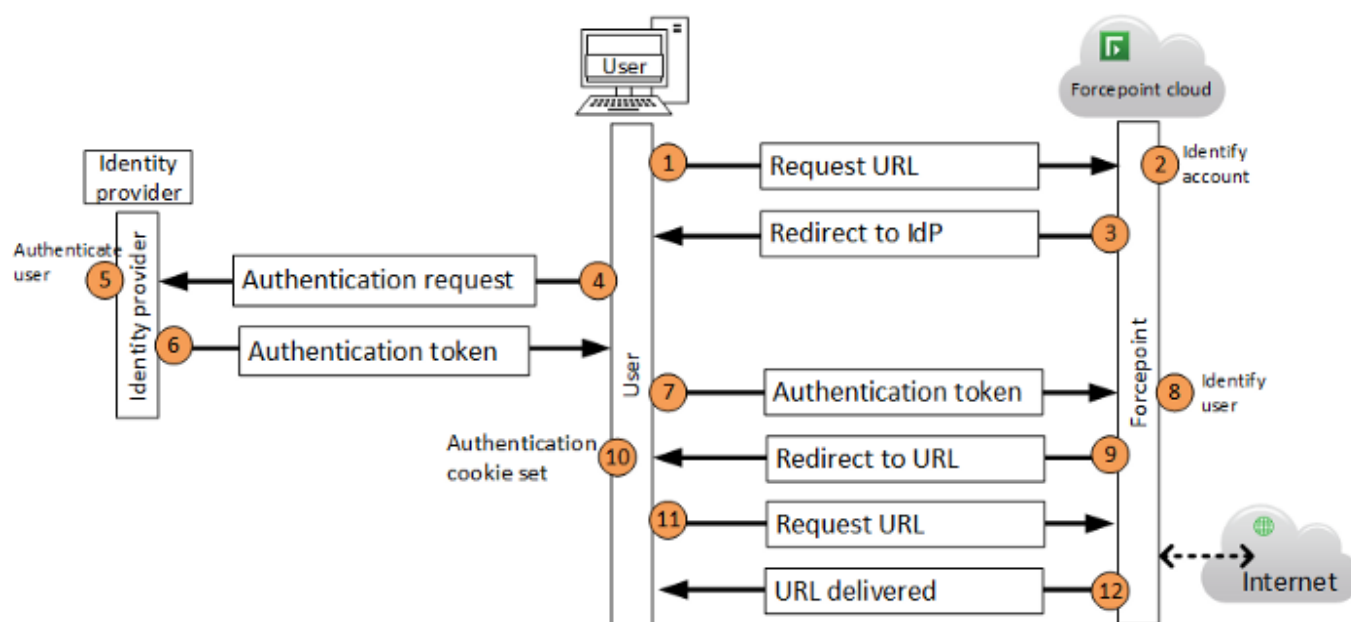 User
Forcepoint cloud
Identity
provider
1
Request URL
2
Identify
account
Redirect to IdP
3
Authenticate
user
5
Identity provider
Authentication request
4
6
Authentication token
User
7
Authentication token
Forcepoint
8
Identify
user
Authentication
cookie set
10
Redirect to URL
9
11
Request URL
URL delivered
12
Internet